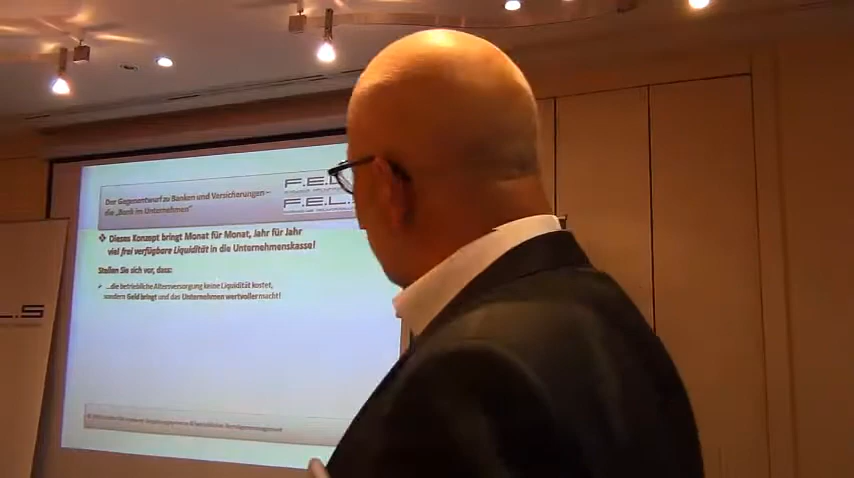 Der Gegenentwurf zu Banken und Versicherungen –
die „Bank im Unternehmen“
F.E.L.
F.E.L.S
Dieses Konzept bringt Monat für Monat, Jahr für Jahr
viel frei verfügbare Liquidität in die Unternehmenskasse!
Stellen Sie sich vor, dass:
...die betriebliche Altersversorgung keine Liquidität kostet,
sondern Geld bringt und das Unternehmen wertvoller macht!
L.S